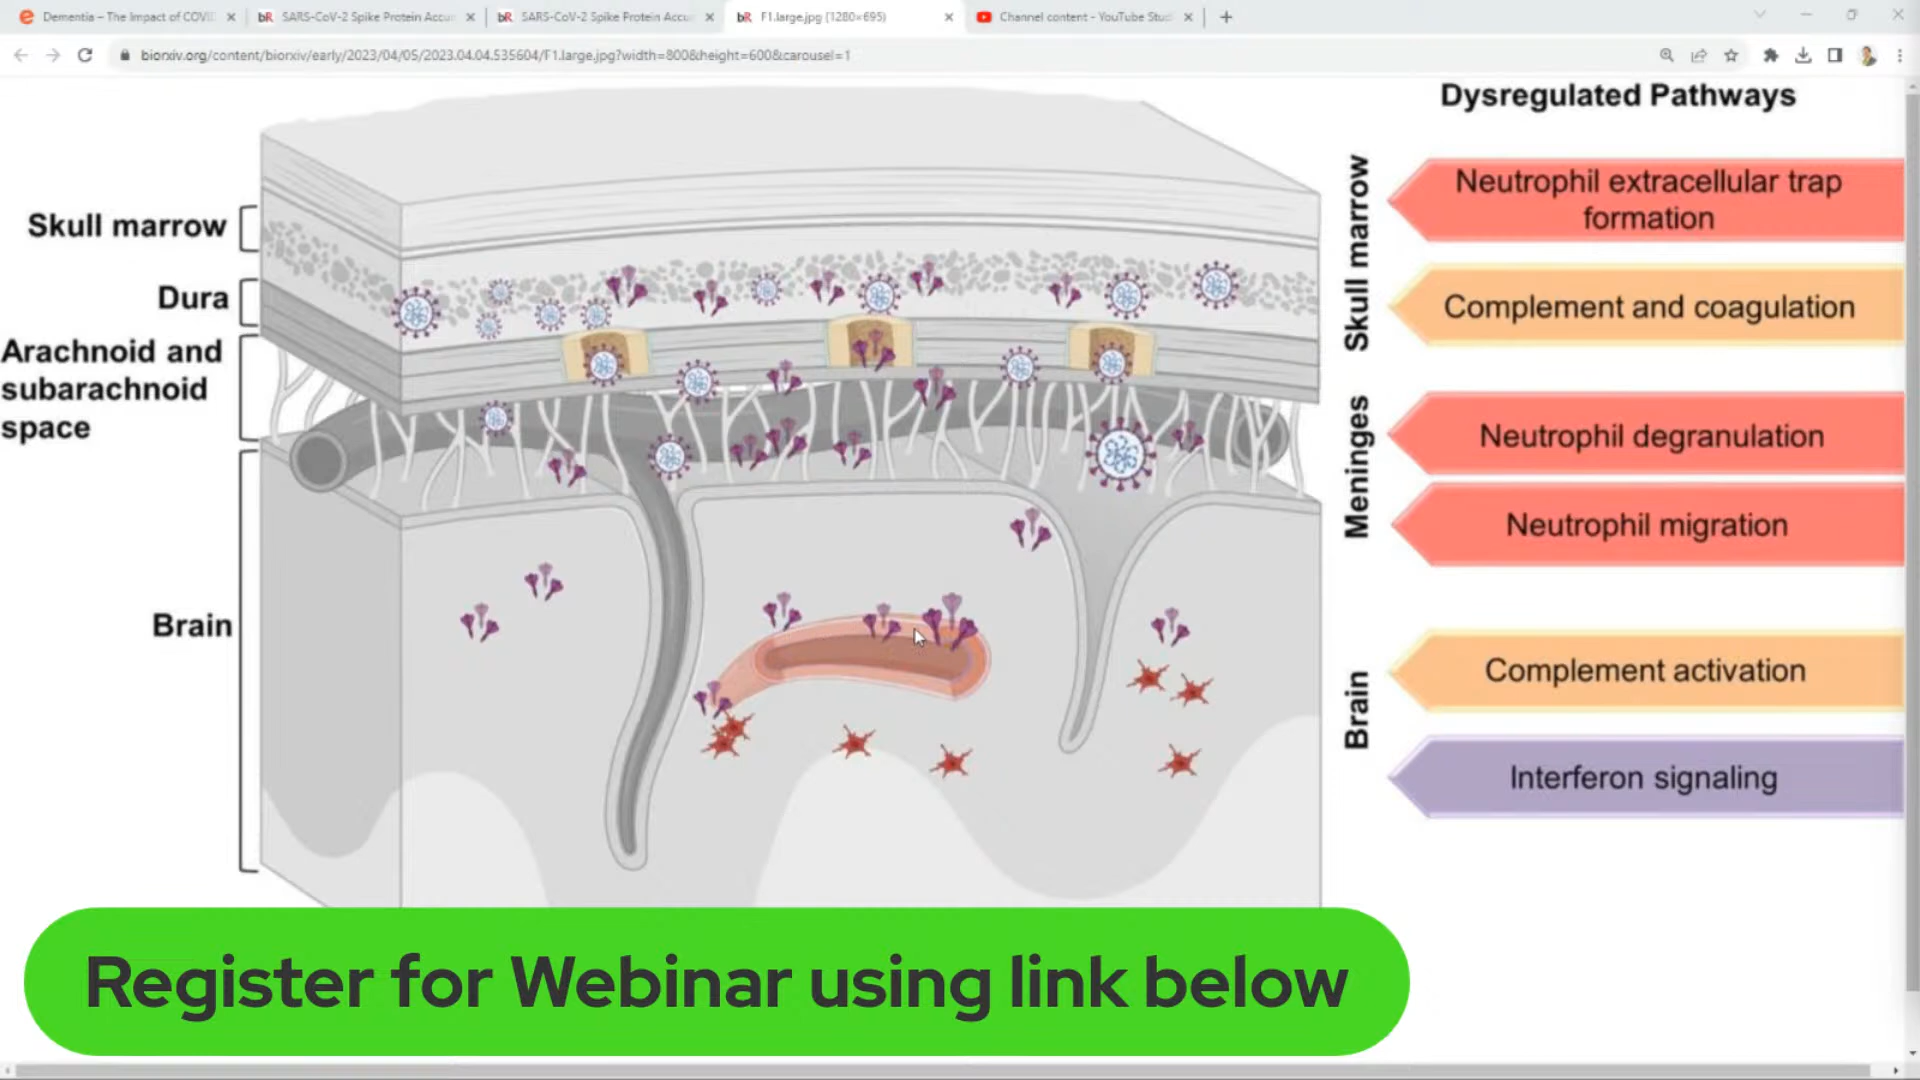 Dementia – The Impact of COVI
SARS-CoV-2 Spike Protein Accu
SARS-CoV-2 Spike Protein Accu
F1.large.jpg (1280×695)
Channel content - YouTube Stud
biorxiv.org/content/biorxiv/early/2023/04/05/2023.04.04.535604/F1.large.jpg?width=800&height=600&carousel=1
Dysregulated Pathways
Skull marrow
Dura
Arachnoid and
subarachnoid
space
Brain
Skull marrow
Neutrophil extracellular trap
formation
Complement and coagulation
Meninges
Neutrophil degranulation
Neutrophil migration
Brain
Complement activation
Interferon signaling
Register for Webinar using link below